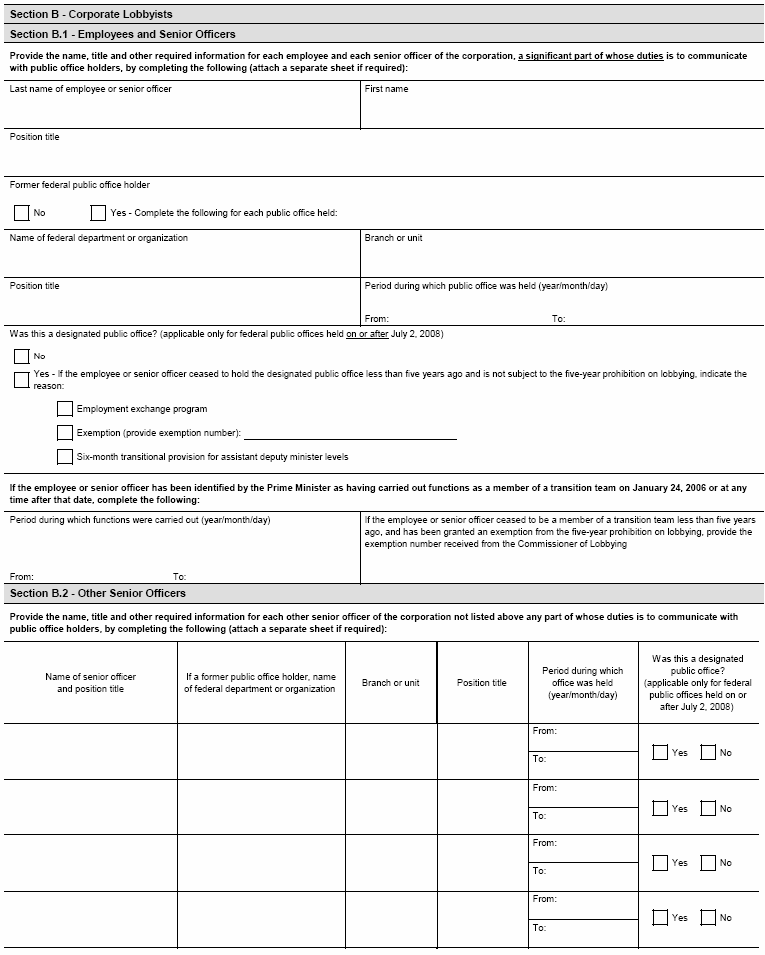 Section B - Corporate Lobbyists
Section B.1 - Employees and Senior Officers
Provide the name, title and other required information for each employee and each senior officer of the corporation, a significant part of whose duties is to communicate
with public office holders, by completing the following (attach a separate sheet if required):
Last name of employee or senior officer
First name
Position title
Former federal public office holder
No
Yes - Complete the following for each public office held:
Name of federal department or organization
Branch or unit
Position title
Period during which public office was held (year/month/day)
From:
To:
Was this a designated public office? (applicable only for federal public offices held on or after July 2, 2008)
No
Yes - If the employee or senior officer ceased to hold the designated public office less than five years ago and is not subject to the five-year prohibition on lobbying, indicate the
reason:
Employment exchange program
Exemption (provide exemption number):
Six-month transitional provision for assistant deputy minister levels
If the employee or senior officer has been identified by the Prime Minister as having carried out functions as a member of a transition team on January 24, 2006 or at any
time after that date, complete the following:
Period during which functions were carried out (year/month/day)
From:
To:
If the employee or senior officer ceased to be a member of a transition team less than five years
ago, and has been granted an exemption from the five-year prohibition on lobbying, provide the
exemption number received from the Commissioner of Lobbying
Section B.2 - Other Senior Officers
Provide the name, title and other required information for each other senior officer of the corporation not listed above any part of whose duties is to communicate with
public office holders, by completing the following (attach a separate sheet if required):
Name of senior officer
and position title
If a former public office holder, name
of federal department or organization
Branch or unit
Position title
Period during which
office was held
(year/month/day)
Was this a designated
public office?
(applicable only for federal
public offices held on or
after July 2, 2008)
From:
To:
Yes
No
From:
To:
Yes
No
From:
To:
Yes
No
From:
To:
Yes
No